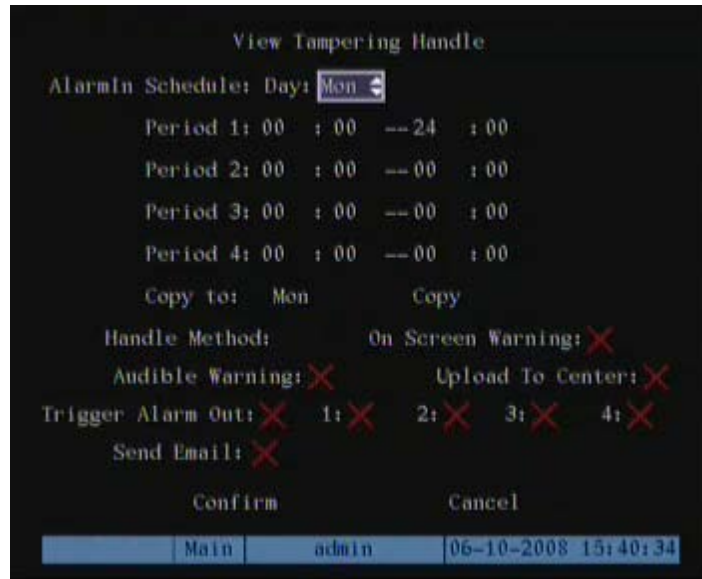 View Tampering Handle
AlarmIn Schedule: Day: Mon
Period 1: 00 : 00 --24 : 00
Period 2: 00 : 00 --00 : 00
Period 3: 00 : 00 --00 : 00
Period 4: 00 : 00 --00 : 00
Copy to: Mon Copy
Handle Method: On Screen Warning:
Audible Warning: Upload To Center:
Trigger Alarm Out: 1: 2: 3: 4:
Send Email:
Confirm Cancel
Main admin 06-10-2008 15:40:34